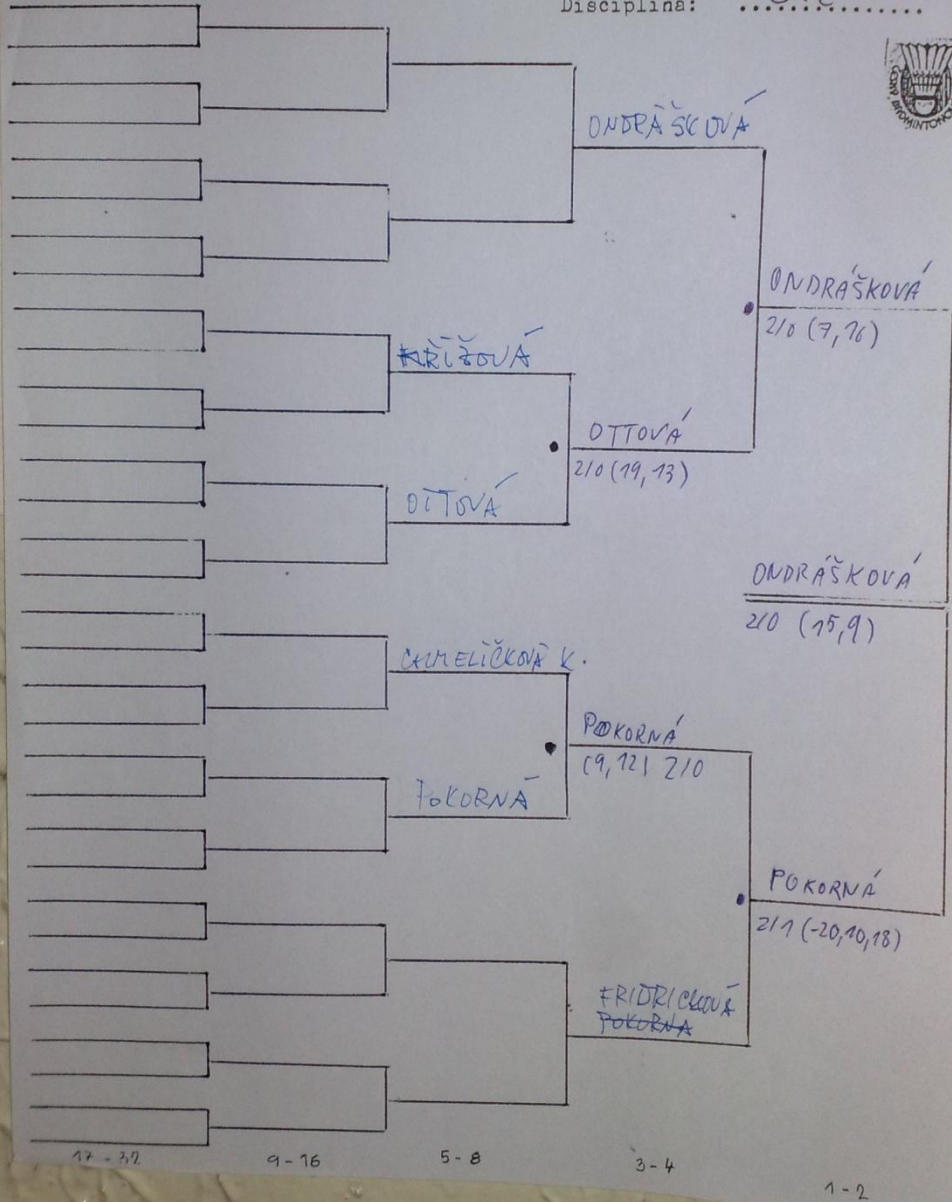 Disciplina:
ONDRÁŠKOVÁ
ONDRÁŠKOVÁ
2/0 (7,16)
KŘÍŽOVÁ
OTTOVÁ
2/0 (19,13)
OTTOVÁ
ONDRÁŠKOVÁ
2/0 (15,9)
CHMELÍČKOVÁ K.
POKORNÁ
(9,12) 2/0
POKORNÁ
POKORNÁ
2/1 (-20,10,18)
FRIDRICHOVÁ
POKORNA
17-32
9-16
5-8
3-4
1-2